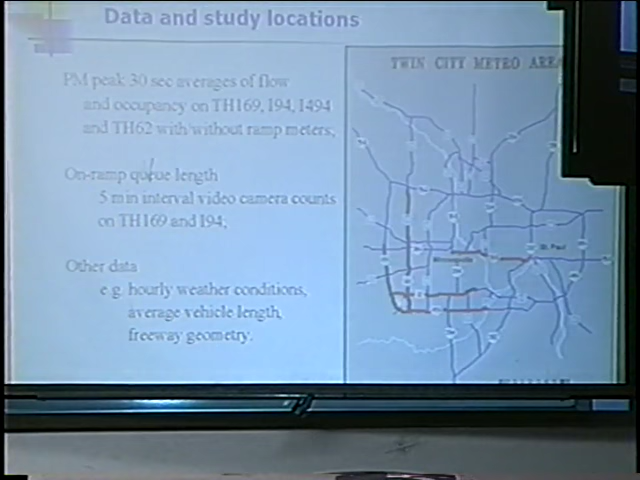 Data and study locations
PM peak 30 sec averages of flow
and occupancy on TH169, I94, I494
and TH62 with/without ramp meters;
On-ramp queue length
5 min interval video camera counts
on TH169 and I94;
Other data
e.g. hourly weather conditions,
average vehicle length,
freeway geometry.
TWIN CITY METRO AREA
St. Paul